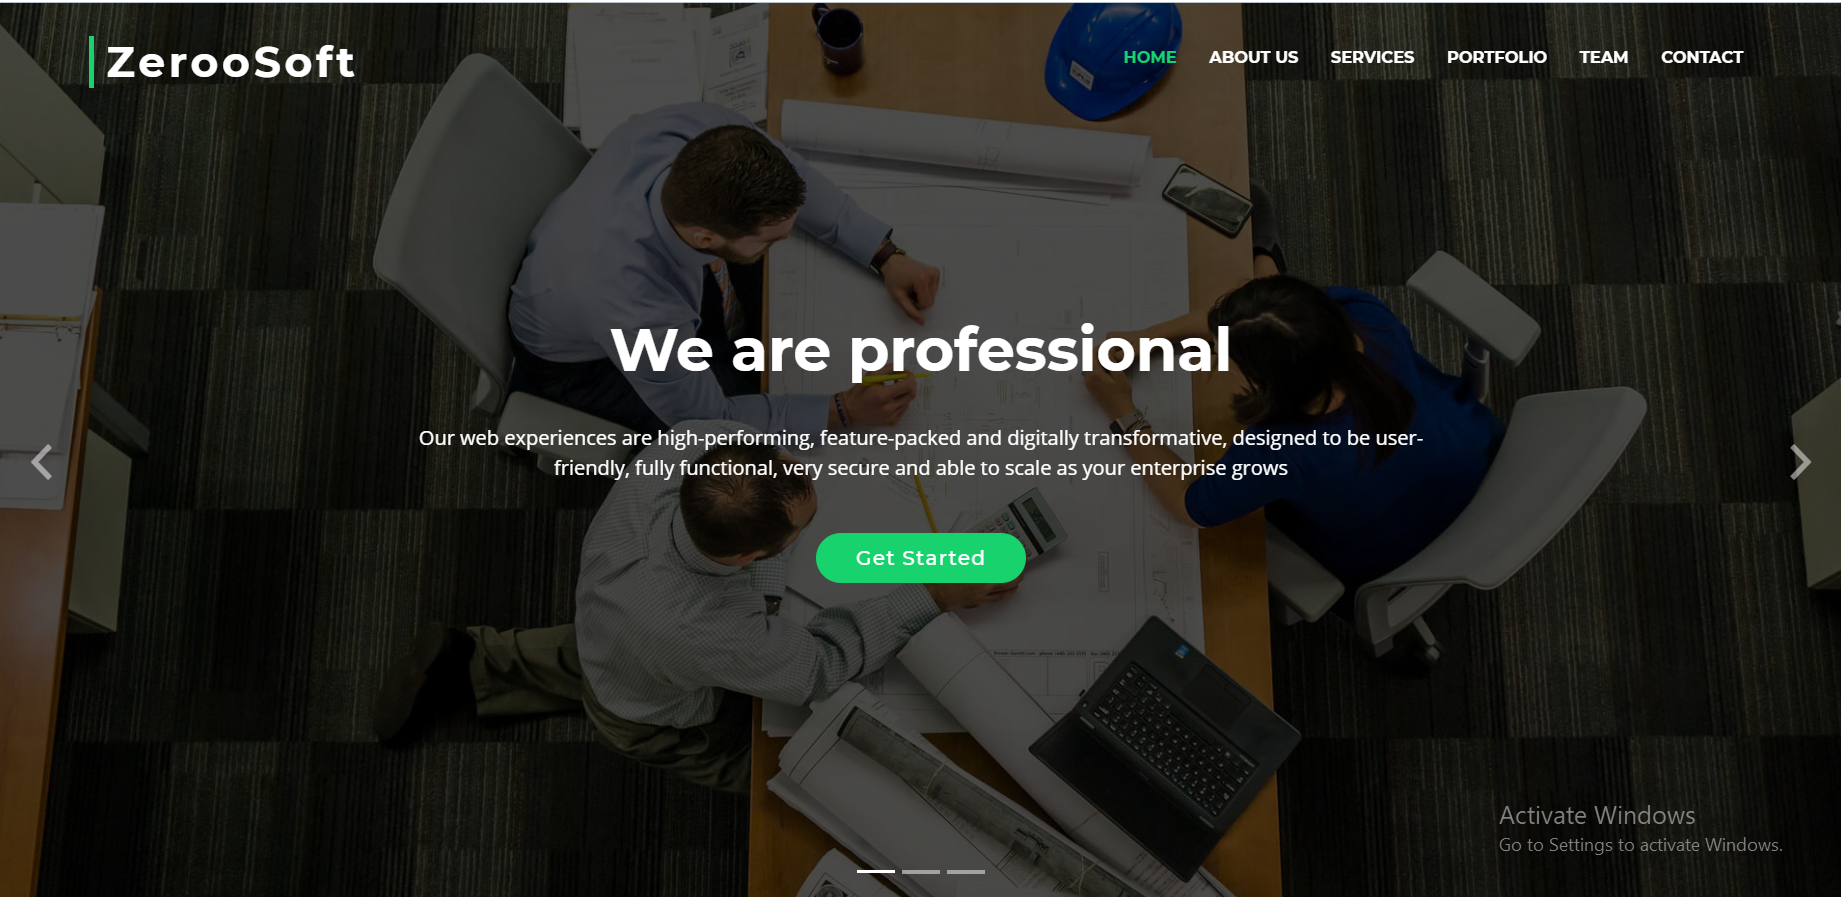 ZerooSoft
HOME ABOUT US SERVICES PORTFOLIO TEAM CONTACT
We are professional
Our web experiences are high-performing, feature-packed and digitally transformative, designed to be user-
friendly, fully functional, very secure and able to scale as your enterprise grows
Get Started
Activate Windows
Go to Settings to activate Windows.